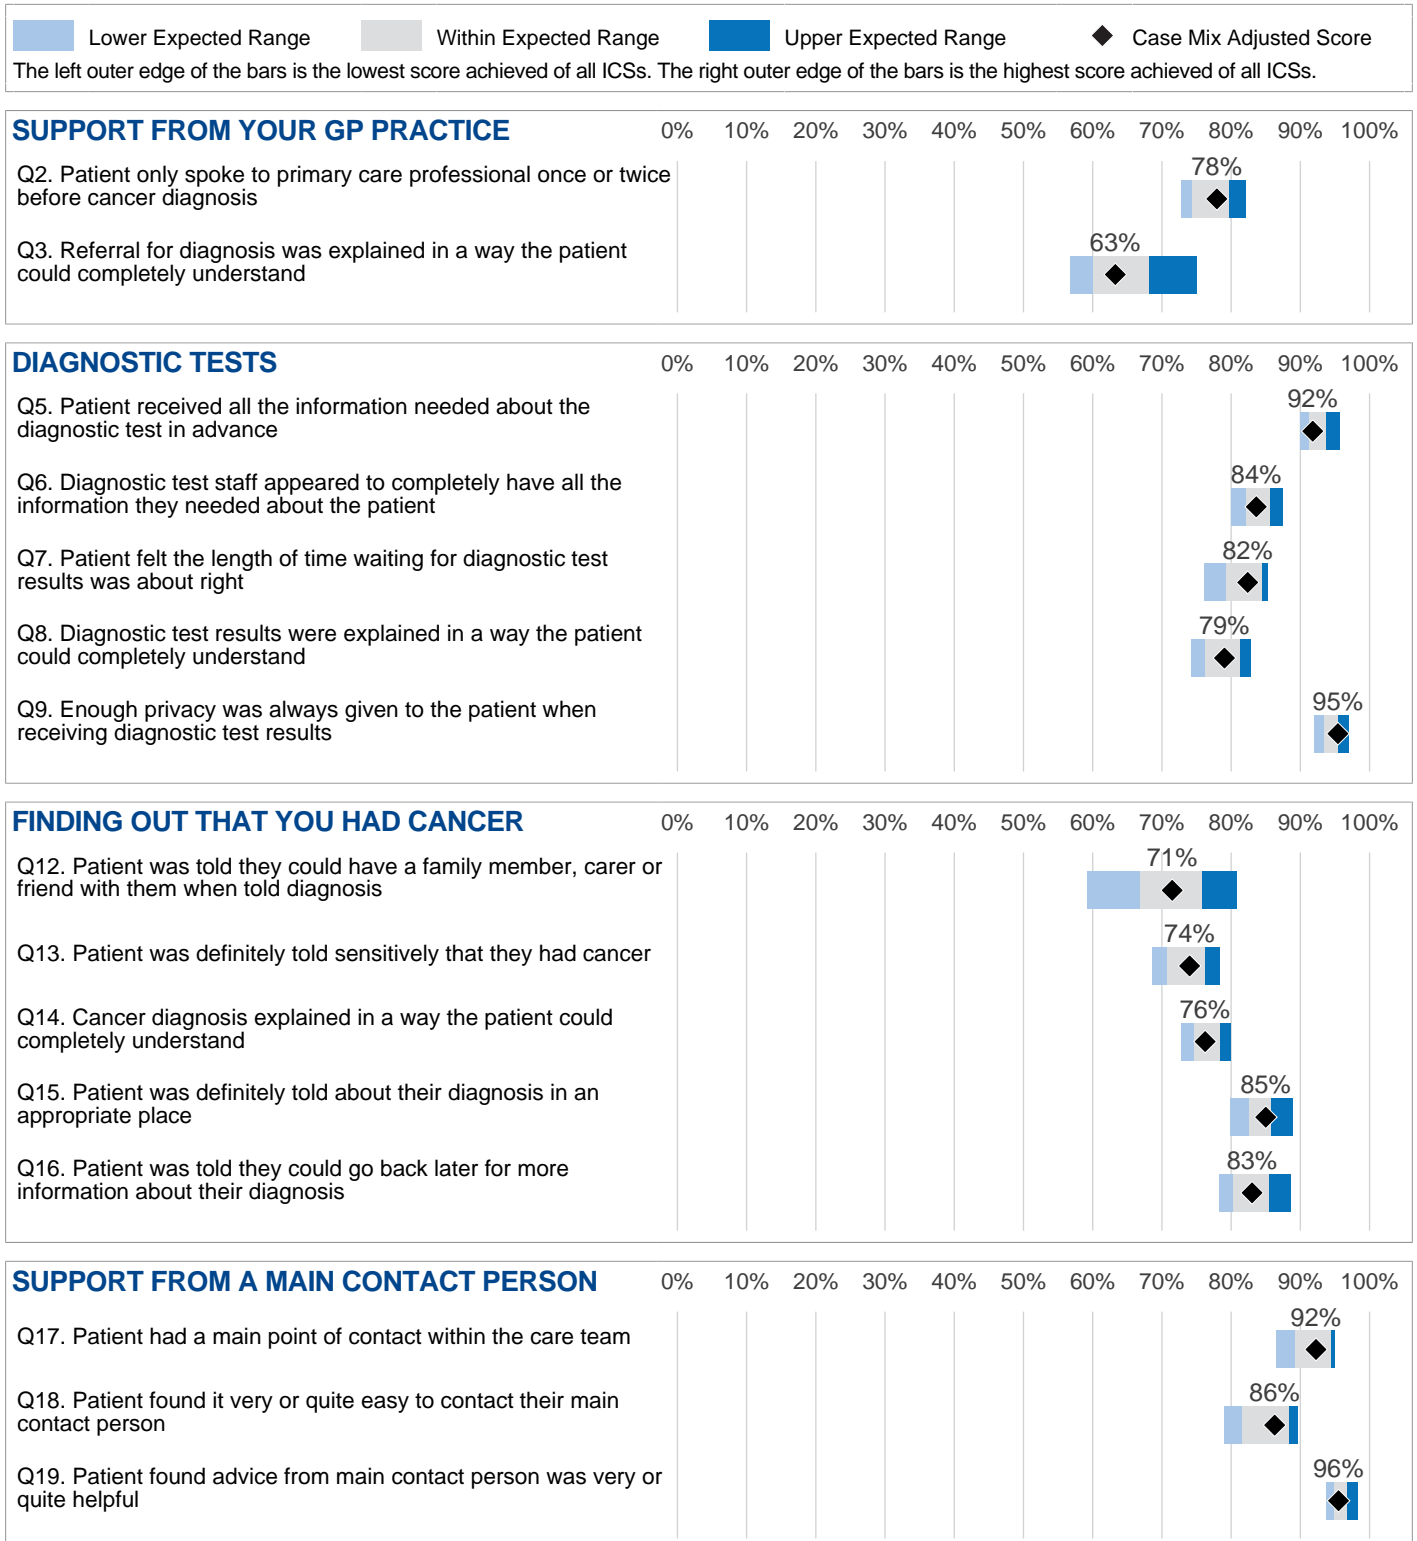 Lower Expected Range Within Expected Range Upper Expected Range Case Mix Adjusted Score
The left outer edge of the bars is the lowest score achieved of all ICSs. The right outer edge of the bars is the highest score achieved of all ICSs.
SUPPORT FROM YOUR GP PRACTICE 0% 10% 20% 30% 40% 50% 60% 70% 80% 90% 100%
78%
Q2. Patient only spoke to primary care professional once or twice
before cancer diagnosis
63%
Q3. Referral for diagnosis was explained in a way the patient
could completely understand
DIAGNOSTIC TESTS 0% 10% 20% 30% 40% 50% 60% 70% 80% 90% 100%
92%
Q5. Patient received all the information needed about the
diagnostic test in advance
84%
Q6. Diagnostic test staff appeared to completely have all the
information they needed about the patient
82%
Q7. Patient felt the length of time waiting for diagnostic test
results was about right
79%
Q8. Diagnostic test results were explained in a way the patient
could completely understand
95%
Q9. Enough privacy was always given to the patient when
receiving diagnostic test results
FINDING OUT THAT YOU HAD CANCER 0% 10% 20% 30% 40% 50% 60% 70% 80% 90% 100%
71%
Q12. Patient was told they could have a family member, carer or
friend with them when told diagnosis
74%
Q13. Patient was definitely told sensitively that they had cancer
76%
Q14. Cancer diagnosis explained in a way the patient could
completely understand
85%
Q15. Patient was definitely told about their diagnosis in an
appropriate place
83%
Q16. Patient was told they could go back later for more
information about their diagnosis
SUPPORT FROM A MAIN CONTACT PERSON 0% 10% 20% 30% 40% 50% 60% 70% 80% 90% 100%
92%
Q17. Patient had a main point of contact within the care team
86%
Q18. Patient found it very or quite easy to contact their main
contact person
96%
Q19. Patient found advice from main contact person was very or
quite helpful